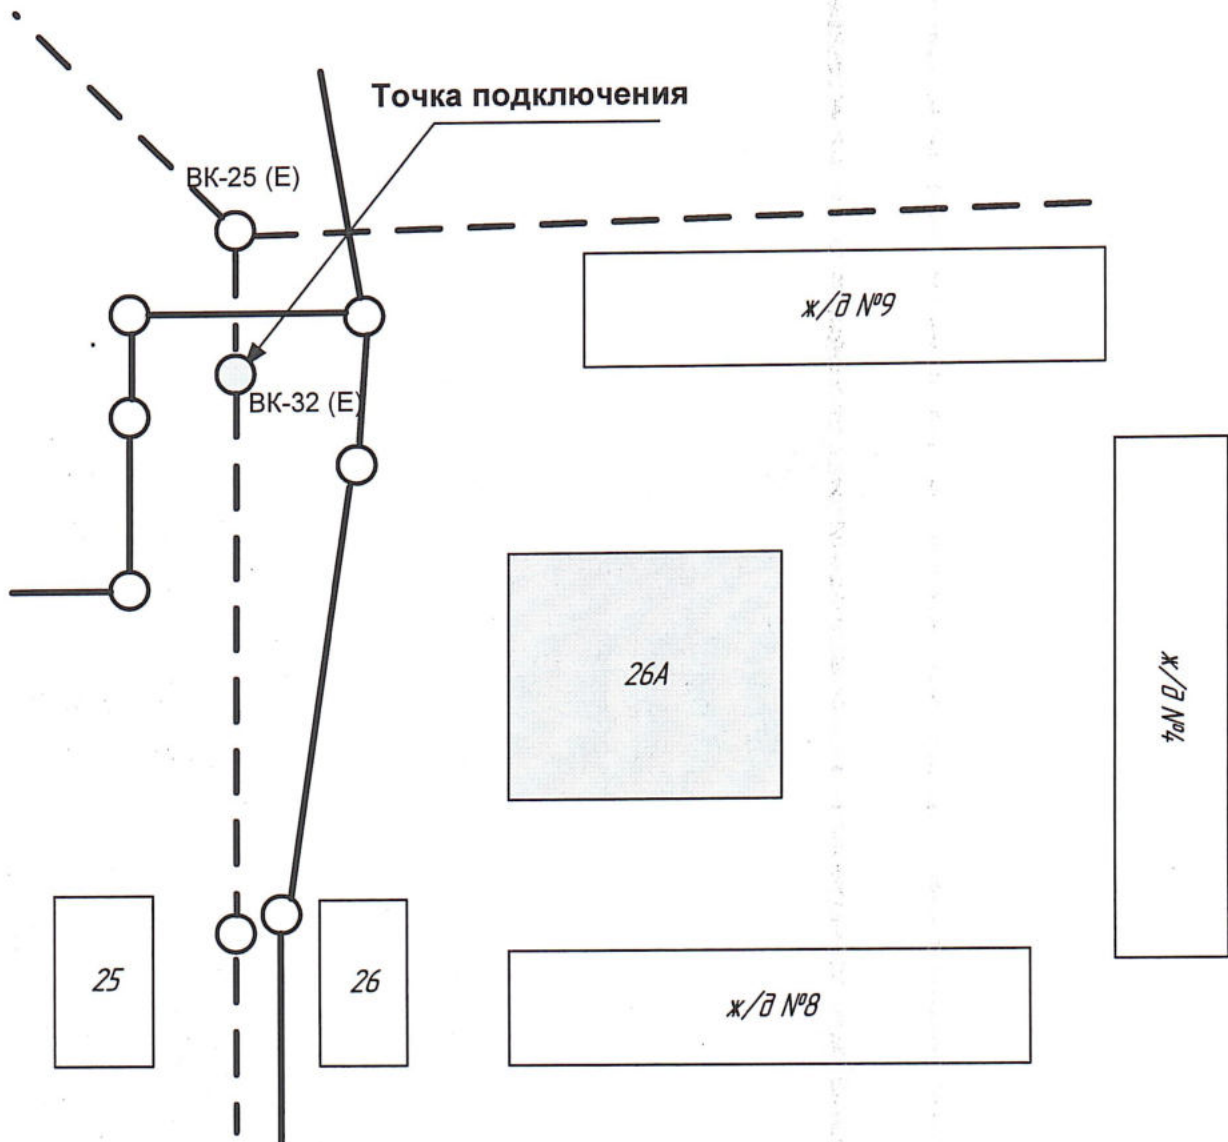 Точка подключения
ВК-25 (Е)
ж/д №9
ВК-32 (Е)
26А
ж/д №4
25
26
ж/д №8